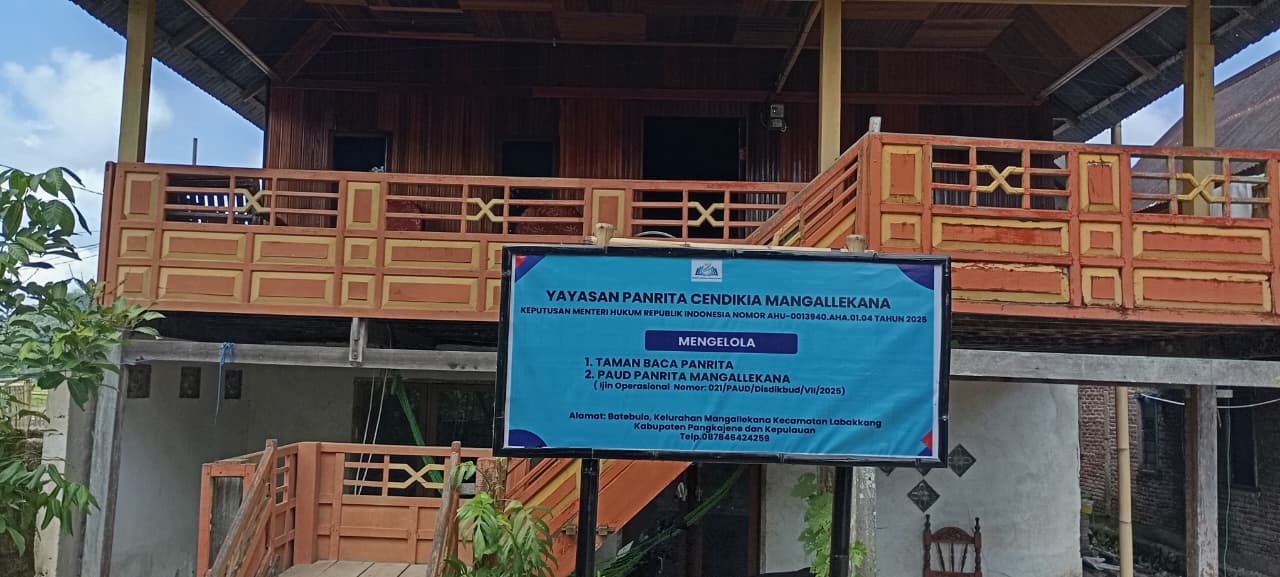 YAYASAN PANRITA CENDIKIA MANGALLEKANA
KEPUTUSAN MENTERI HUKUM REPUBLIK INDONESIA NOMOR AHU-0013940.AHA.01.04 TAHUN 2025
MENGELOLA
1. TAMAN BACA PANRITA
2. PAUD PANRITA MANGALLEKANA
( Ijin Operasional Nomor: 021/PAUD/Disdikbud/VII/2025)
Alamat: Batebulo, Kelurahan Mangallekana Kecamatan Labakkang
Kabupaten Pangkajene dan Kepulauan
Telp.087846424259